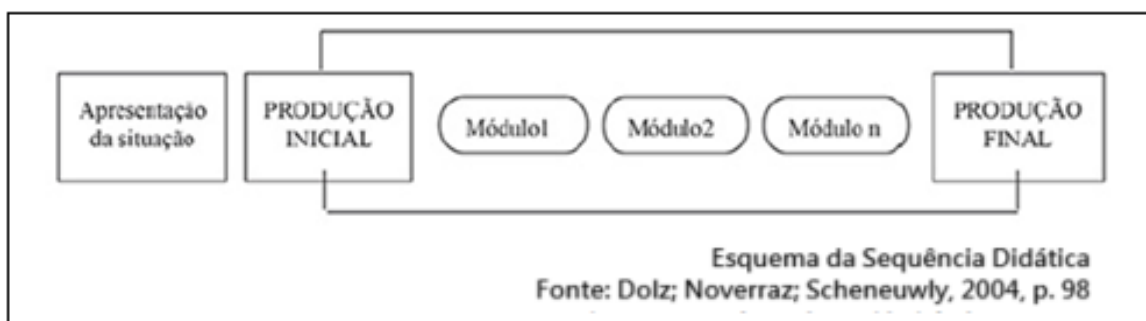 Apresentação
da situação
PRODUÇÃO
INICIAL
Módulo1
Módulo2
Módulo n
PRODUÇÃO
FINAL
Esquema da Sequência Didática
Fonte: Dolz; Noverraz; Scheneuwly, 2004, p. 98